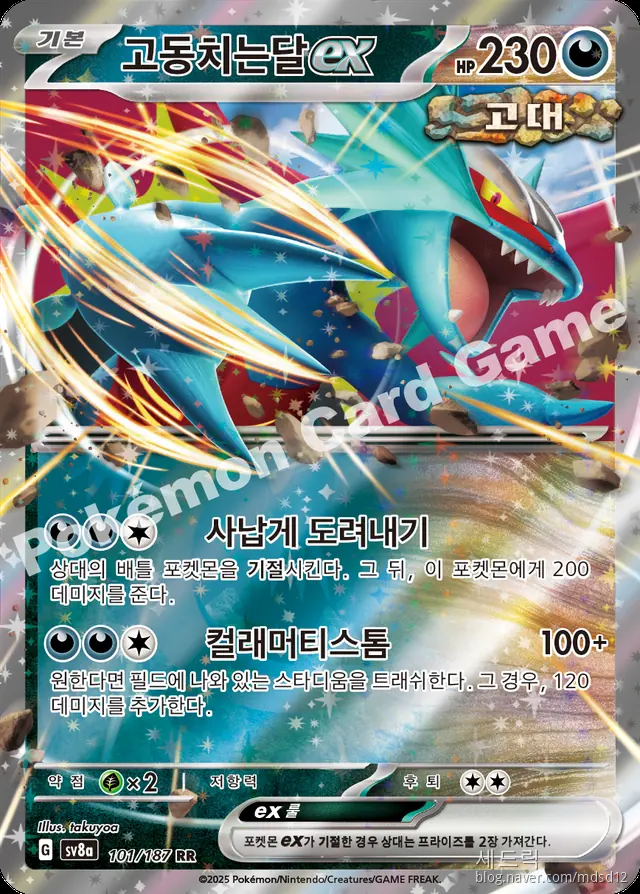 기본
고동치는달ex
HP 230
고대
Pokémon Card Game
사납게 도려내기
상대의 배틀 포켓몬을 기절시킨다. 그 뒤, 이 포켓몬에게 200
데미지를 준다.
컬래머티스톰 100+
원한다면 필드에 나와 있는 스타디움을 트래쉬한다. 그 경우, 120
데미지를 추가한다.
약점 ×2 저항력 후퇴
ex룰
포켓몬 ex가 기절한 경우 상대는 프라이즈를 2장 가져간다.
Illus. takuyoa
G sv8a 101/187 RR
©2025 Pokémon/Nintendo/Creatures/GAME FREAK.
세드릭
blog.naver.com/mdsd12